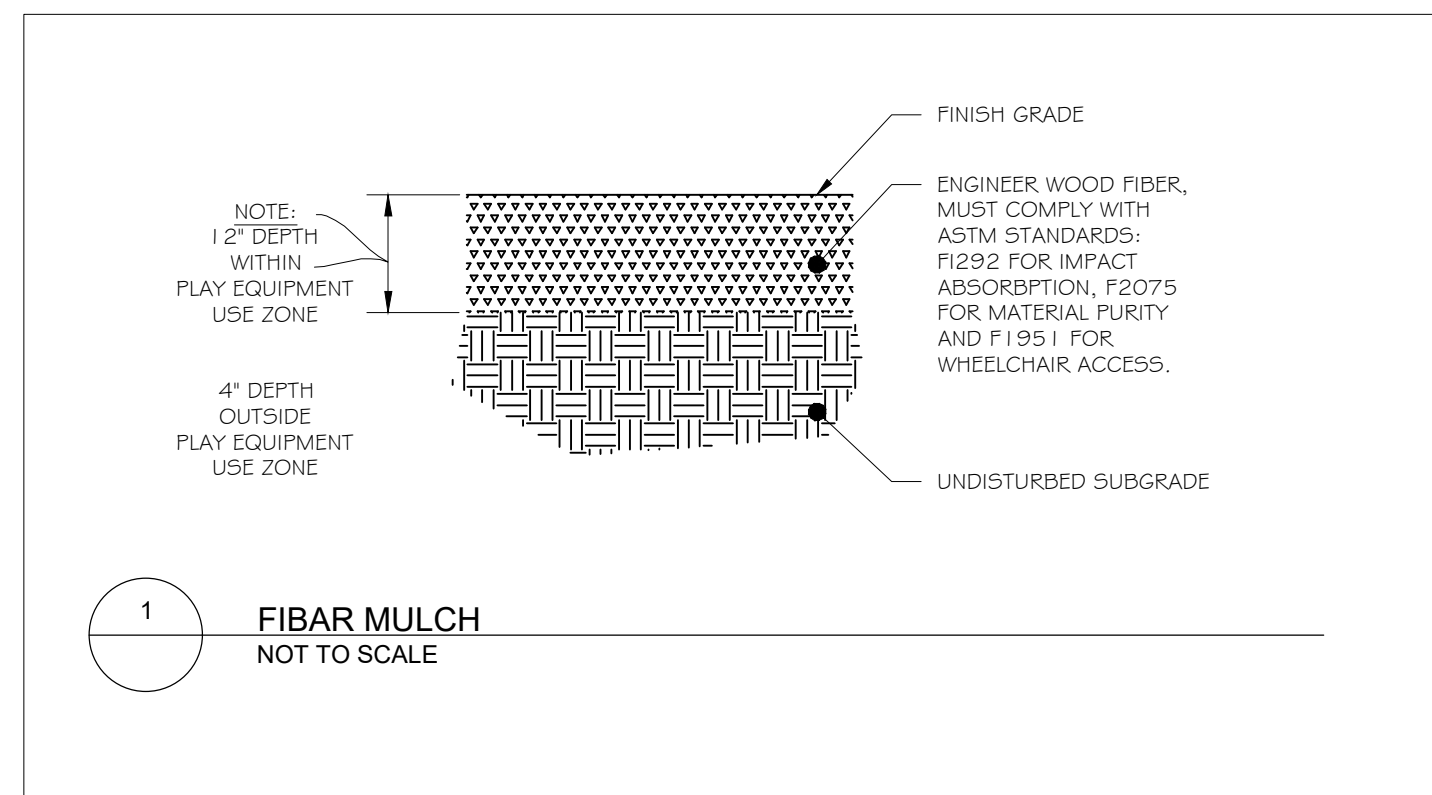 FINISH GRADE
ENGINEER WOOD FIBER,
MUST COMPLY WITH
ASTM STANDARDS:
F1292 FOR IMPACT
ABSORBPTION, F2075
FOR MATERIAL PURITY
AND F1951 FOR
WHEELCHAIR ACCESS.
NOTE:
12" DEPTH
WITHIN
PLAY EQUIPMENT
USE ZONE
4" DEPTH
OUTSIDE
PLAY EQUIPMENT
USE ZONE
UNDISTURBED SUBGRADE
1
FIBAR MULCH
NOT TO SCALE